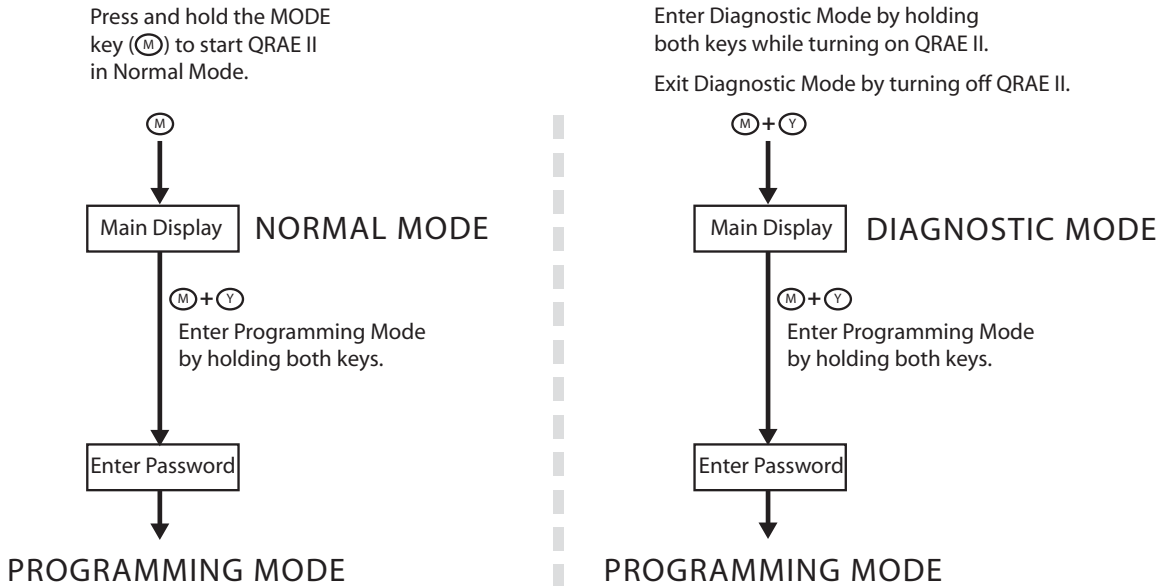 Press and hold the MODE
key (M) to start QRAE II
in Normal Mode.
M
Main Display
NORMAL MODE
M + Y
Enter Programming Mode
by holding both keys.
Enter Password
PROGRAMMING MODE
Enter Diagnostic Mode by holding
both keys while turning on QRAE II.
Exit Diagnostic Mode by turning off QRAE II.
M + Y
Main Display
DIAGNOSTIC MODE
M + Y
Enter Programming Mode
by holding both keys.
Enter Password
PROGRAMMING MODE